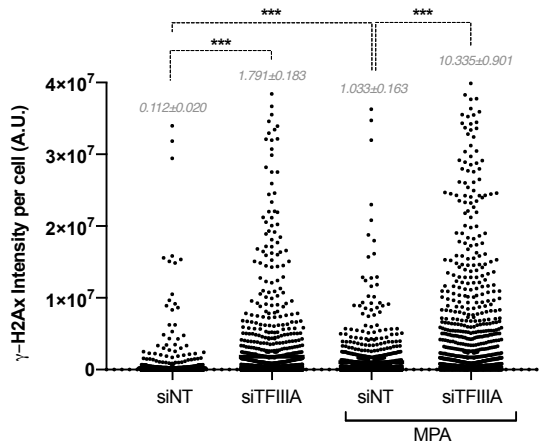 ***
***
***
0.112±0.020
1.791±0.183
1.033±0.163
10.335±0.901
γ-H2Ax Intensity per cell (A.U.)
4×10⁷
3×10⁷
2×10⁷
1×10⁷
0
siNT
siTFIIIA
siNT
siTFIIIA
MPA